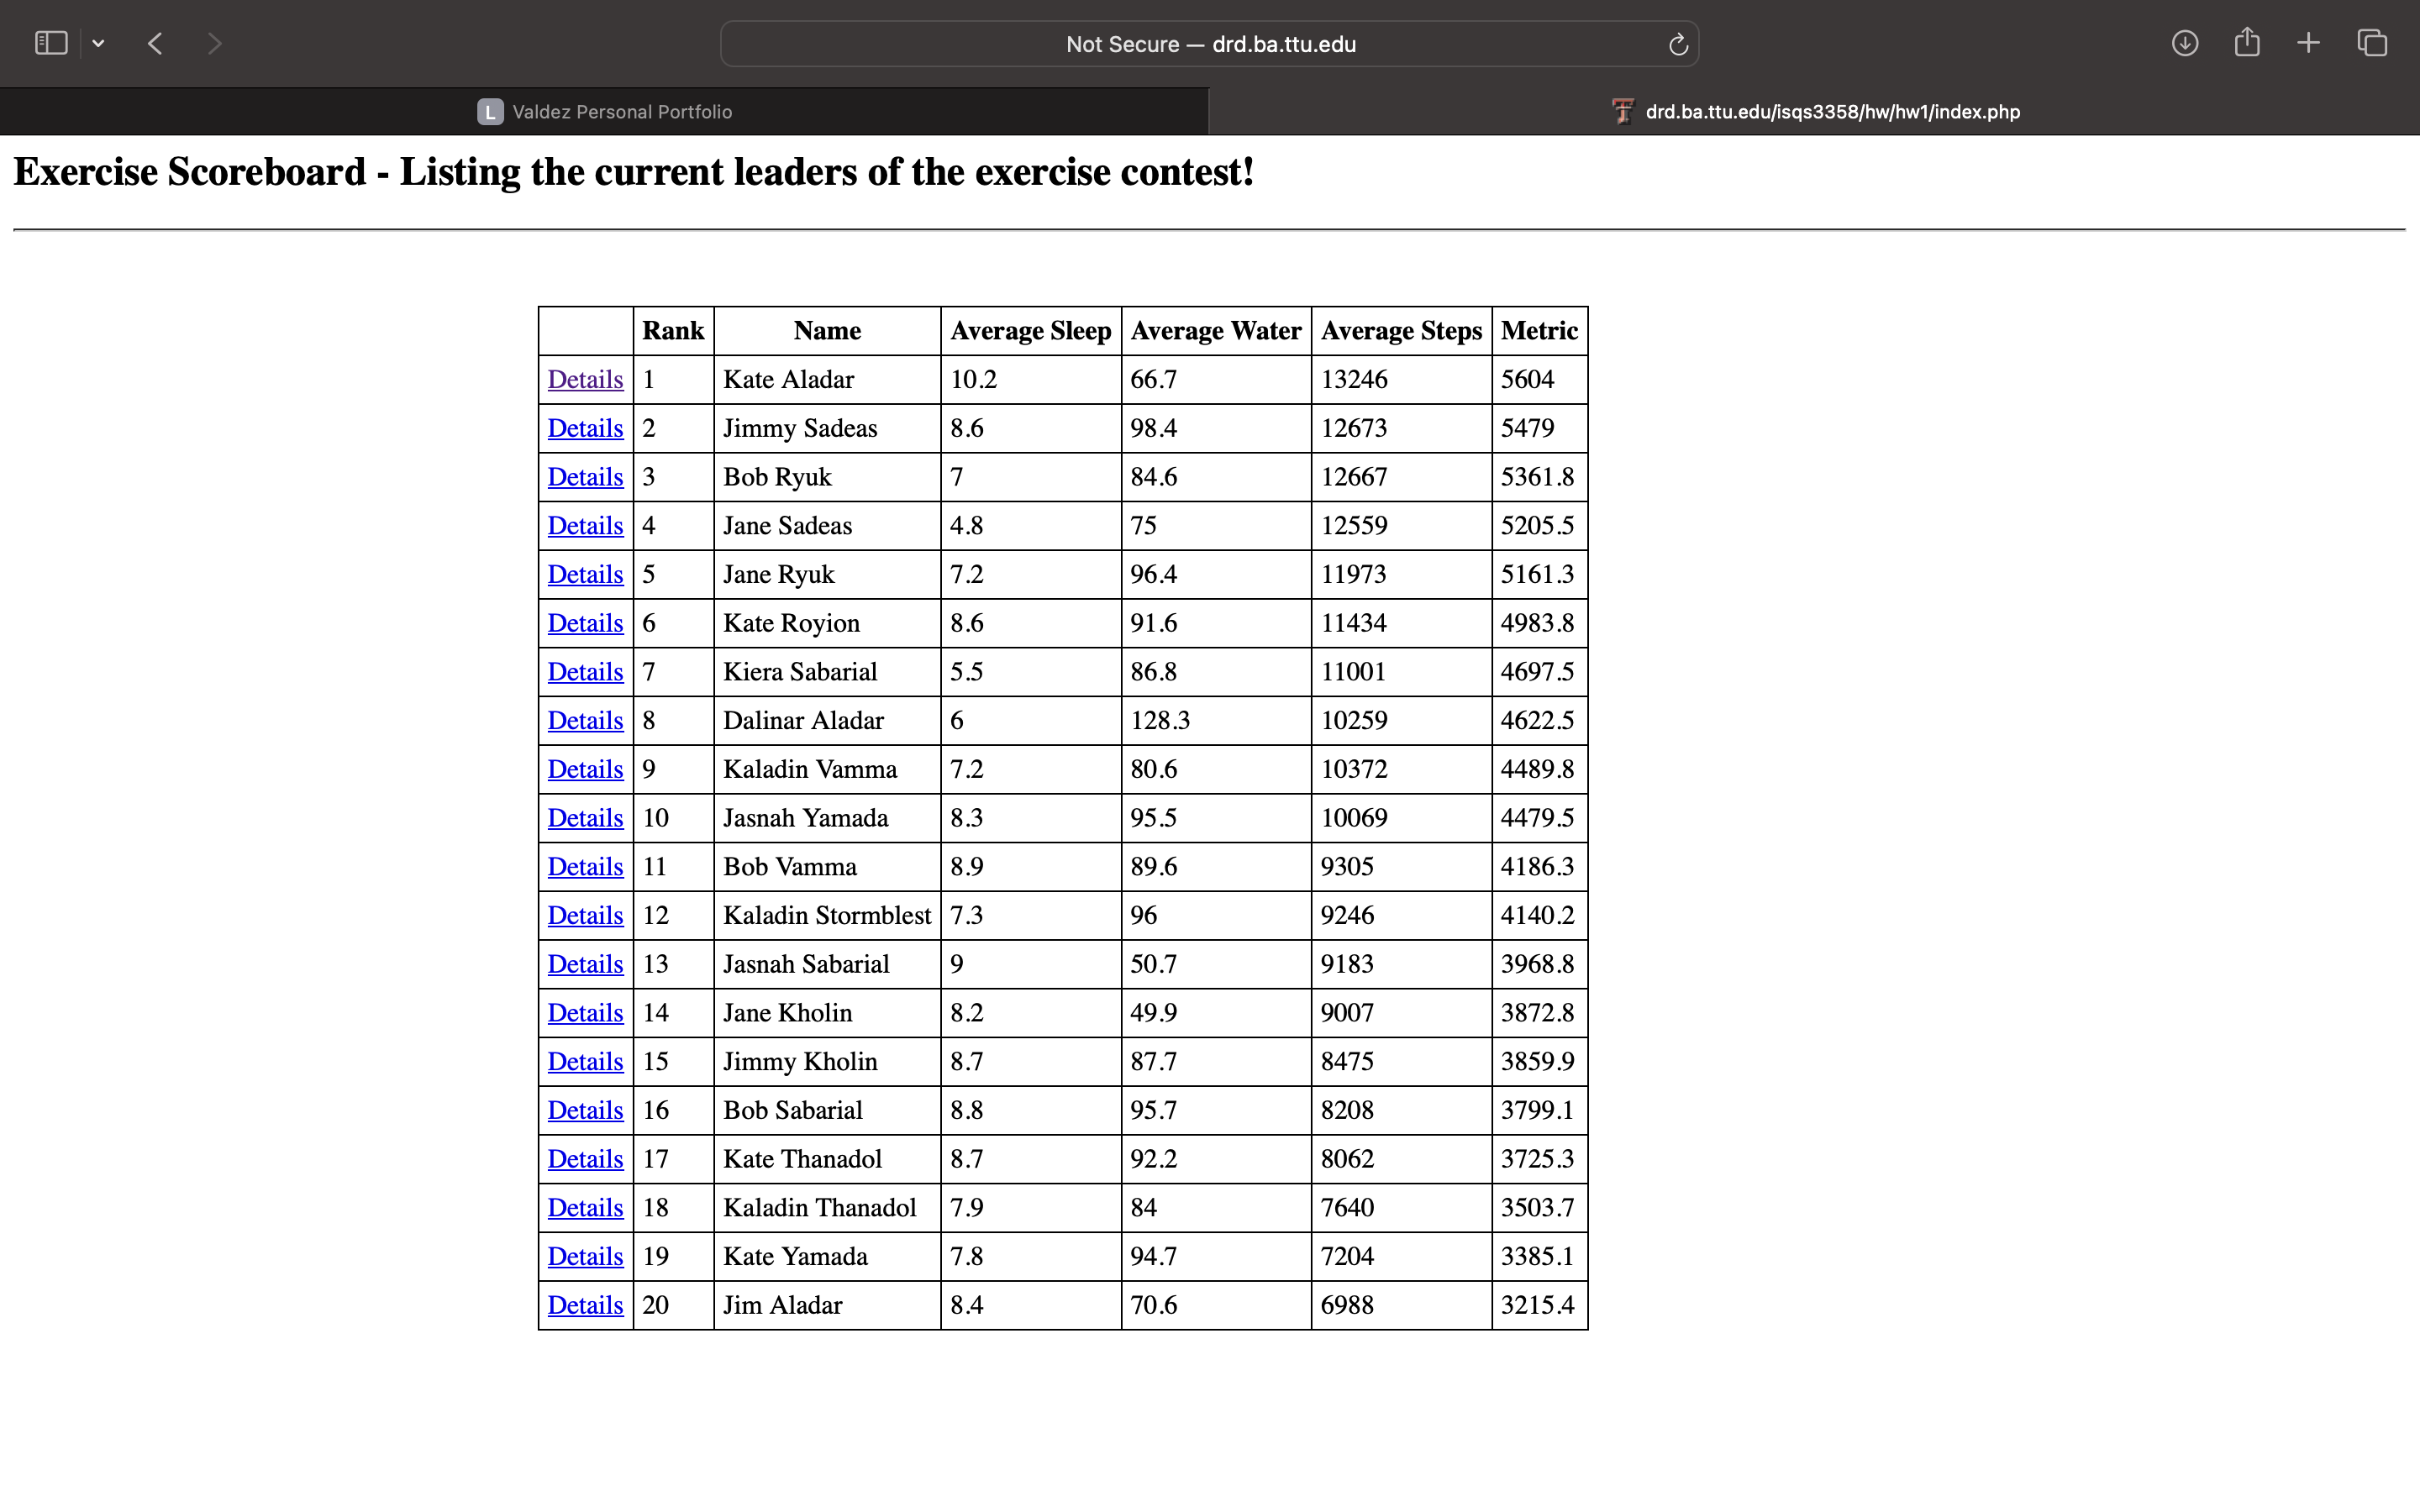 Not Secure — drd.ba.ttu.edu
L Valdez Personal Portfolio
drd.ba.ttu.edu/isqs3358/hw/hw1/index.php
Exercise Scoreboard - Listing the current leaders of the exercise contest!
Rank Name Average Sleep Average Water Average Steps Metric
Details 1 Kate Aladar 10.2 66.7 13246 5604
Details 2 Jimmy Sadeas 8.6 98.4 12673 5479
Details 3 Bob Ryuk 7 84.6 12667 5361.8
Details 4 Jane Sadeas 4.8 75 12559 5205.5
Details 5 Jane Ryuk 7.2 96.4 11973 5161.3
Details 6 Kate Royion 8.6 91.6 11434 4983.8
Details 7 Kiera Sabarial 5.5 86.8 11001 4697.5
Details 8 Dalinar Aladar 6 128.3 10259 4622.5
Details 9 Kaladin Vamma 7.2 80.6 10372 4489.8
Details 10 Jasnah Yamada 8.3 95.5 10069 4479.5
Details 11 Bob Vamma 8.9 89.6 9305 4186.3
Details 12 Kaladin Stormblest 7.3 96 9246 4140.2
Details 13 Jasnah Sabarial 9 50.7 9183 3968.8
Details 14 Jane Kholin 8.2 49.9 9007 3872.8
Details 15 Jimmy Kholin 8.7 87.7 8475 3859.9
Details 16 Bob Sabarial 8.8 95.7 8208 3799.1
Details 17 Kate Thanadol 8.7 92.2 8062 3725.3
Details 18 Kaladin Thanadol 7.9 84 7640 3503.7
Details 19 Kate Yamada 7.8 94.7 7204 3385.1
Details 20 Jim Aladar 8.4 70.6 6988 3215.4